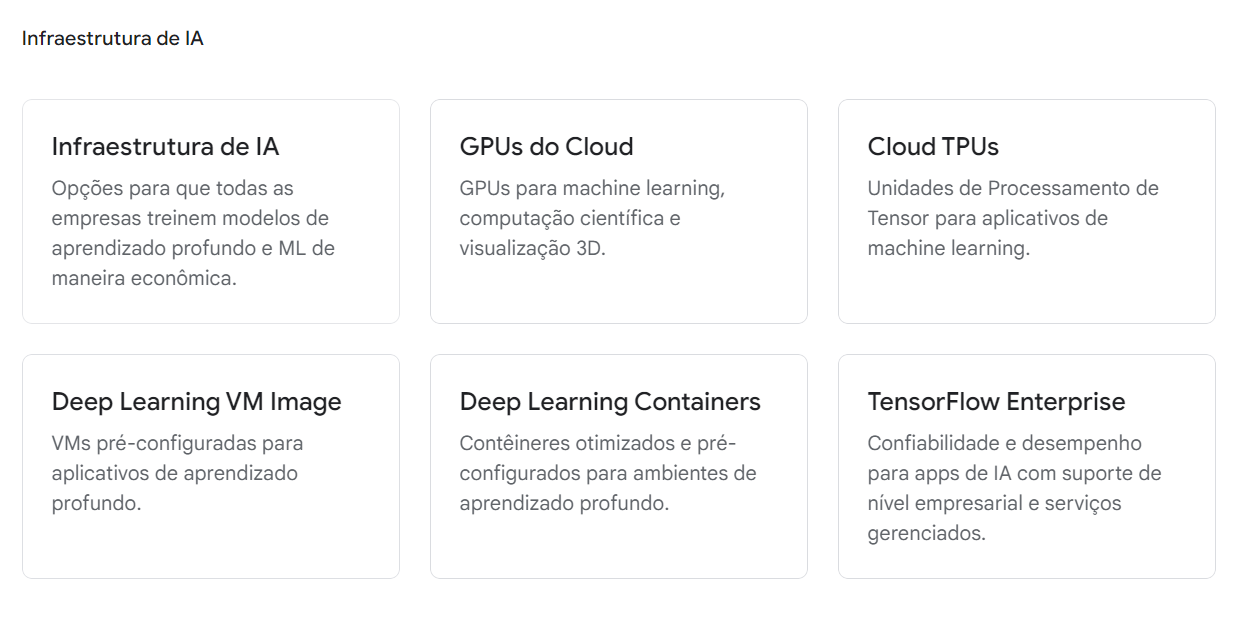 Infraestrutura de IA
Infraestrutura de IA
Opções para que todas as
empresas treinem modelos de
aprendizado profundo e ML de
maneira econômica.
GPUs do Cloud
GPUs para machine learning,
computação científica e
visualização 3D.
Cloud TPUs
Unidades de Processamento de
Tensor para aplicativos de
machine learning.
Deep Learning VM Image
VMs pré-configuradas para
aplicativos de aprendizado
profundo.
Deep Learning Containers
Contêineres otimizados e pré-
configurados para ambientes de
aprendizado profundo.
TensorFlow Enterprise
Confiabilidade e desempenho
para apps de IA com suporte de
nível empresarial e serviços
gerenciados.